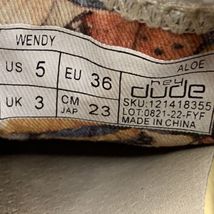 WENDY
ALOE
US 5 EU 36
UK 3 CM JAP 23
hey dude
SKU:121418355
LOT:0821-22-FYF
MADE IN CHINA